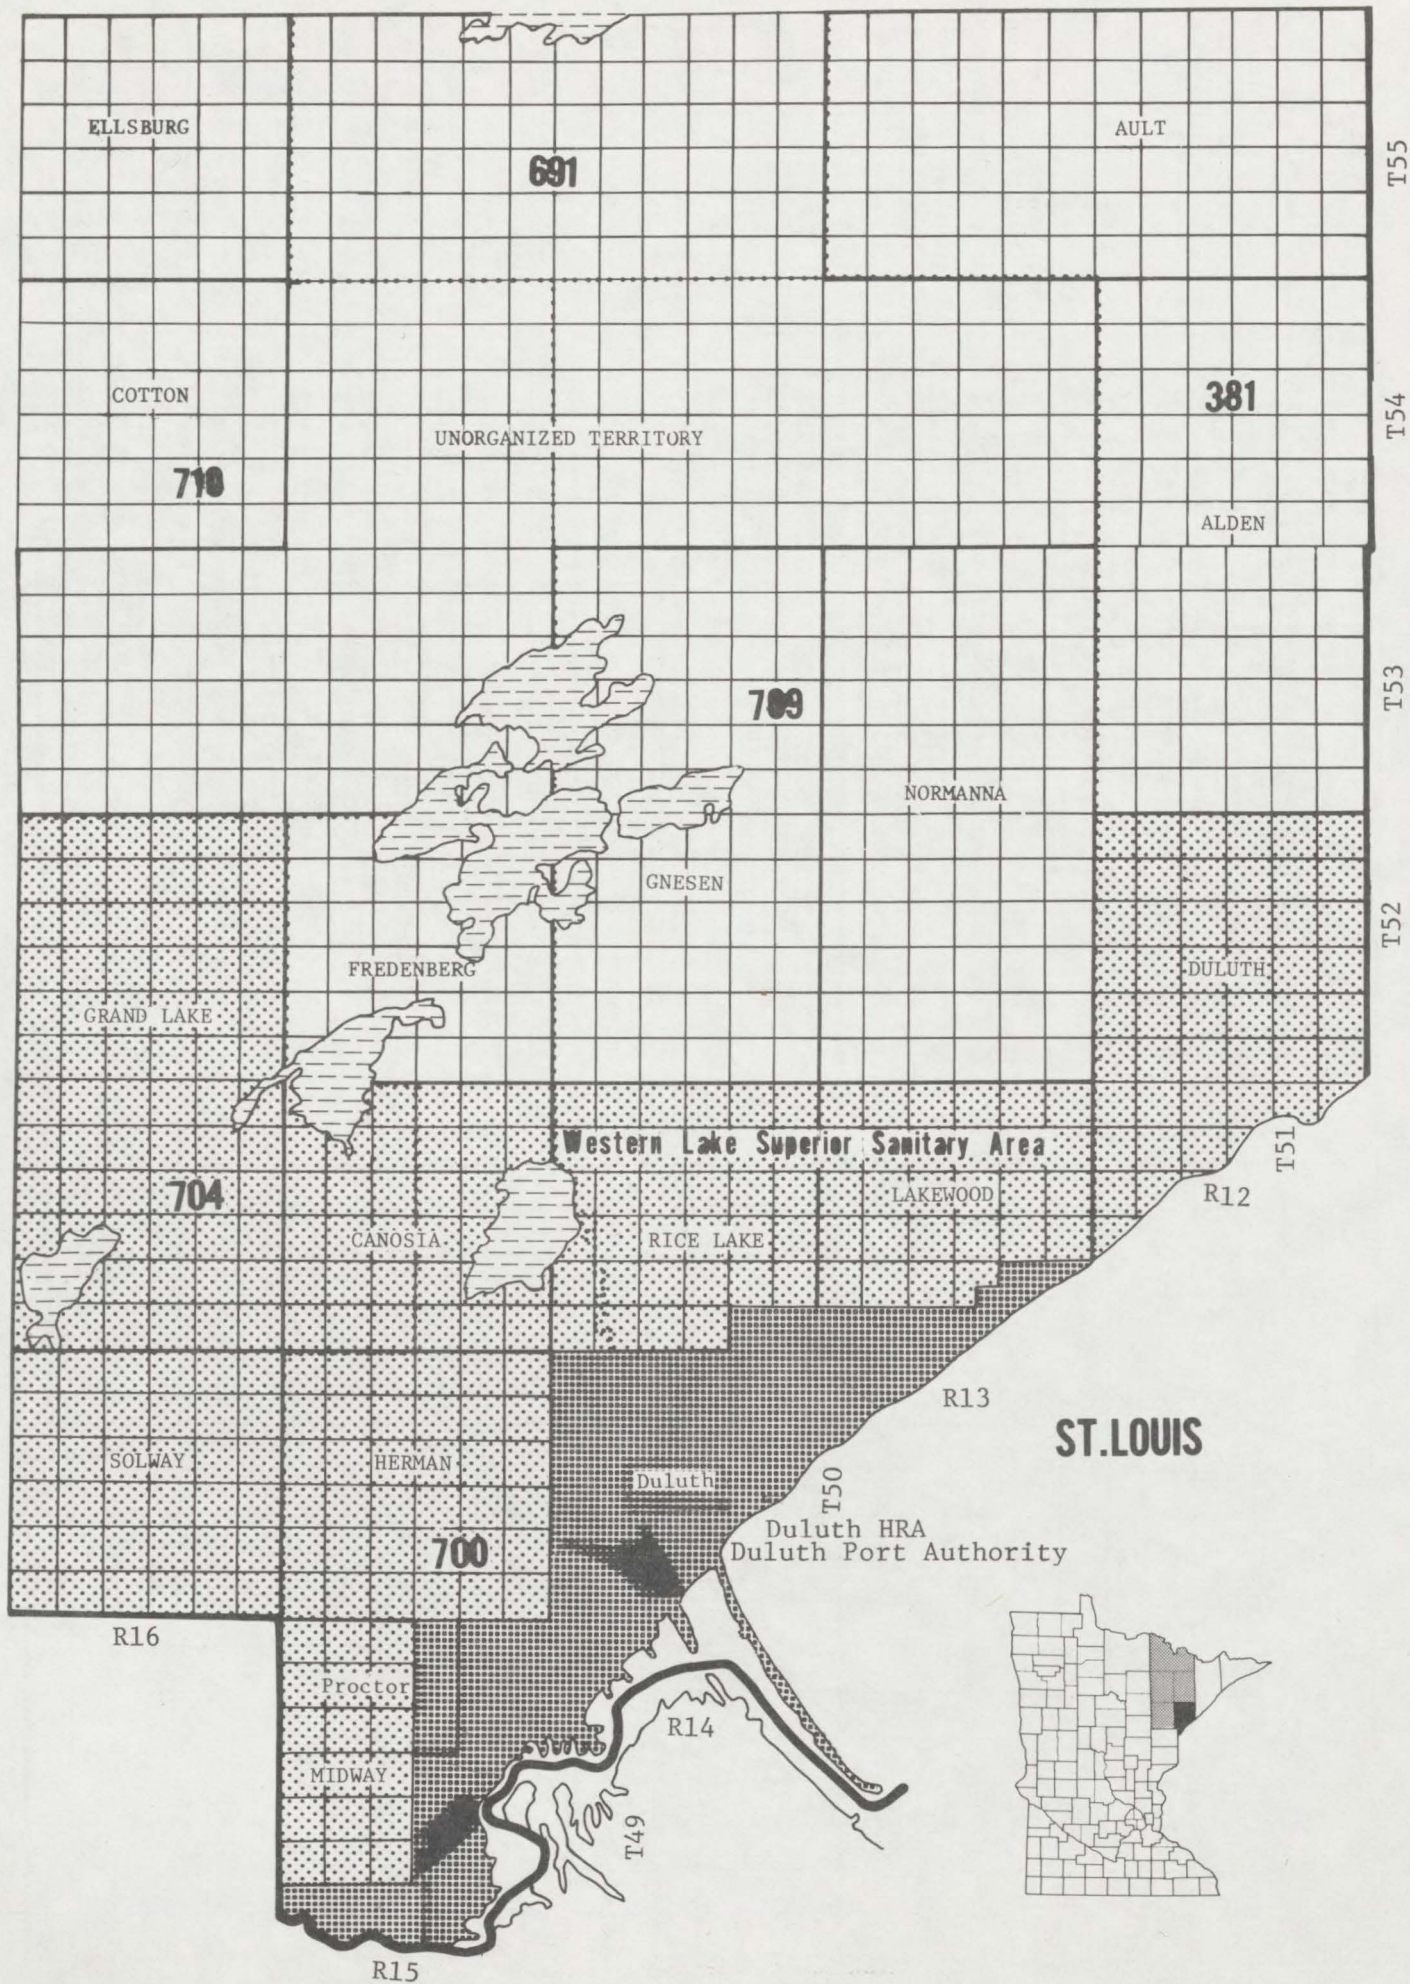 ELLSBURG
AULT
691
T55
COTTON
381
T54
UNORGANIZED TERRITORY
710
ALDEN
T53
709
NORMANNA
GNESEN
T52
FREDENBERG
DULUTH
GRAND LAKE
Western Lake Superior Sanitary Area
T51
704
LAKEWOOD
R12
CANOSIA
RICE LAKE
R13
ST.LOUIS
SOLWAY
HERMAN
Duluth
T50
Duluth HRA
700
Duluth Port Authority
R16
Proctor
R14
MIDWAY
T49
R15